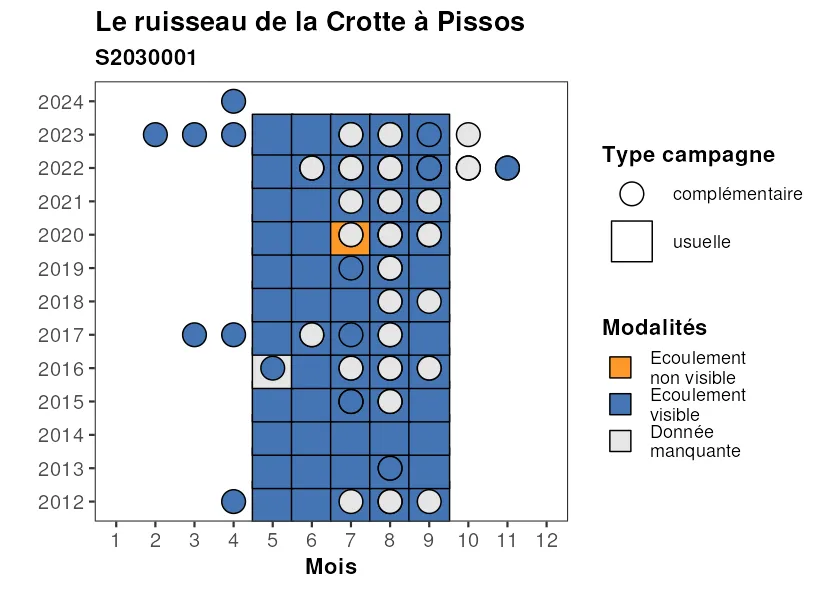 Le ruisseau de la Crotte à Pissos
S2030001
2024
2023
2022
2021
2020
2019
2018
2017
2016
2015
2014
2013
2012
1 2 3 4 5 6 7 8 9 10 11 12
Mois
Type campagne
complémentaire
usuelle
Modalités
Ecoulement
non visible
Ecoulement
visible
Donnée
manquante